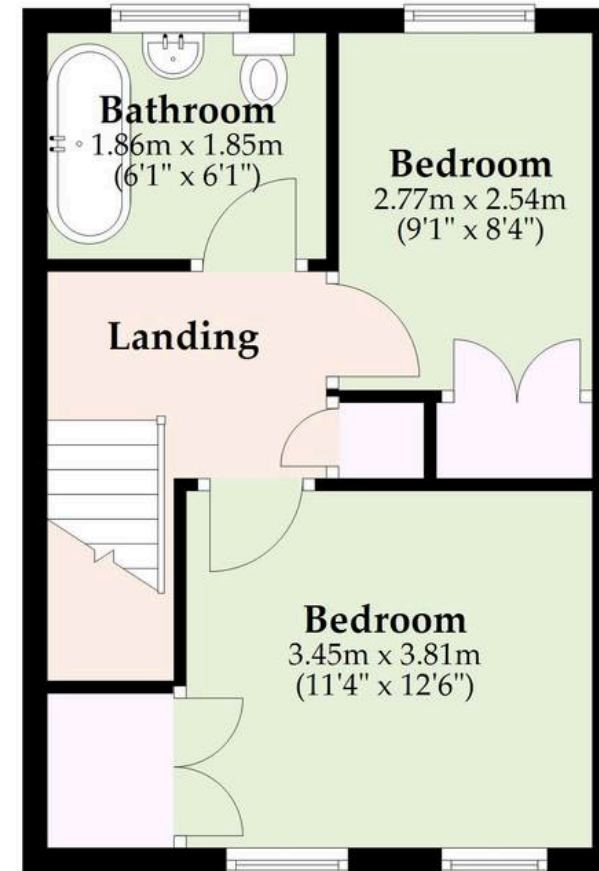 Bathroom
1.86m x 1.85m
(6'1" x 6'1")
Bedroom
2.77m x 2.54m
(9'1" x 8'4")
Landing
Bedroom
3.45m x 3.81m
(11'4" x 12'6")